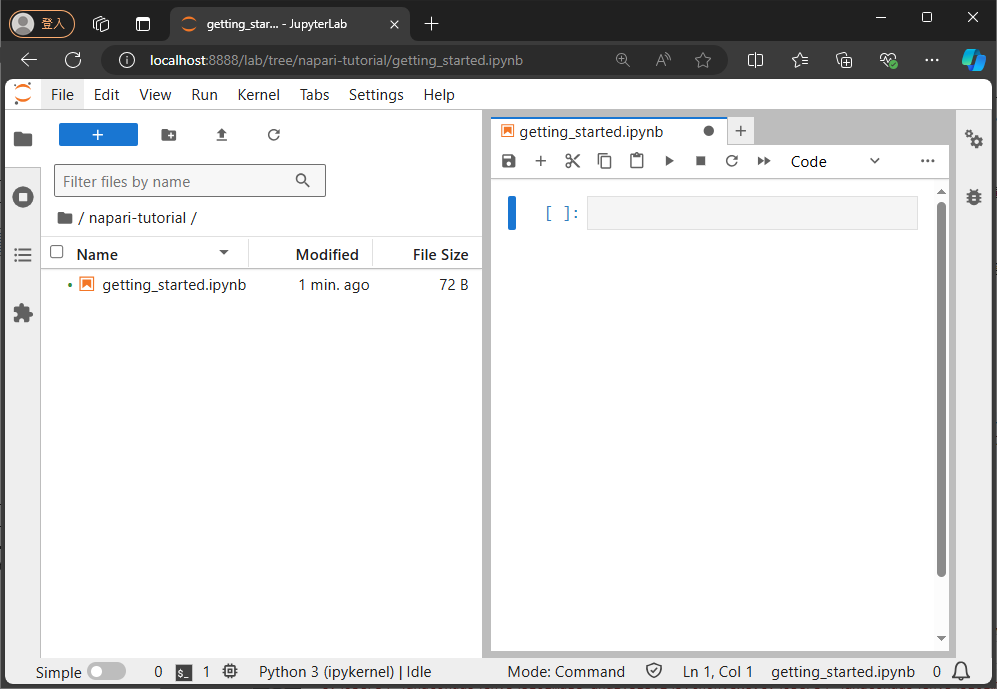 登入
getting_star... - JupyterLab
localhost:8888/lab/tree/napari-tutorial/getting_started.ipynb
File Edit View Run Kernel Tabs Settings Help
Filter files by name
/ napari-tutorial /
Name Modified File Size
getting_started.ipynb 1 min. ago 72 B
getting_started.ipynb
Code
[ ]:
Simple 0 $_ 1 Python 3 (ipykernel) | Idle Mode: Command Ln 1, Col 1 getting_started.ipynb 0